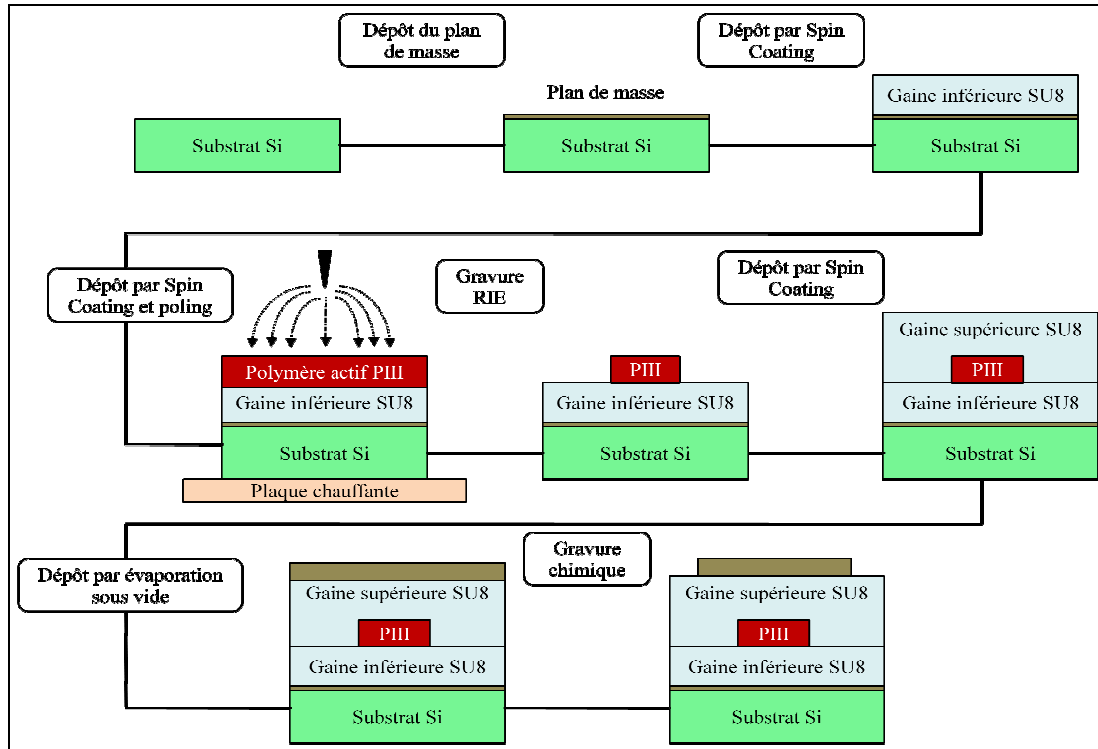 Dépôt du plan
de masse
Dépôt par Spin
Coating
Plan de masse
Gaine inférieure SU8
Substrat Si
Substrat Si
Substrat Si
Dépôt par Spin
Coating et poling
Gravure
RIE
Dépôt par Spin
Coating
Polymère actif PIII
Gaine inférieure SU8
Substrat Si
Plaque chauffante
PIII
Gaine inférieure SU8
Substrat Si
Gaine supérieure SU8
PIII
Gaine inférieure SU8
Substrat Si
Dépôt par évaporation
sous vide
Gravure
chimique
Gaine supérieure SU8
PIII
Gaine inférieure SU8
Substrat Si
Gaine supérieure SU8
PIII
Gaine inférieure SU8
Substrat Si